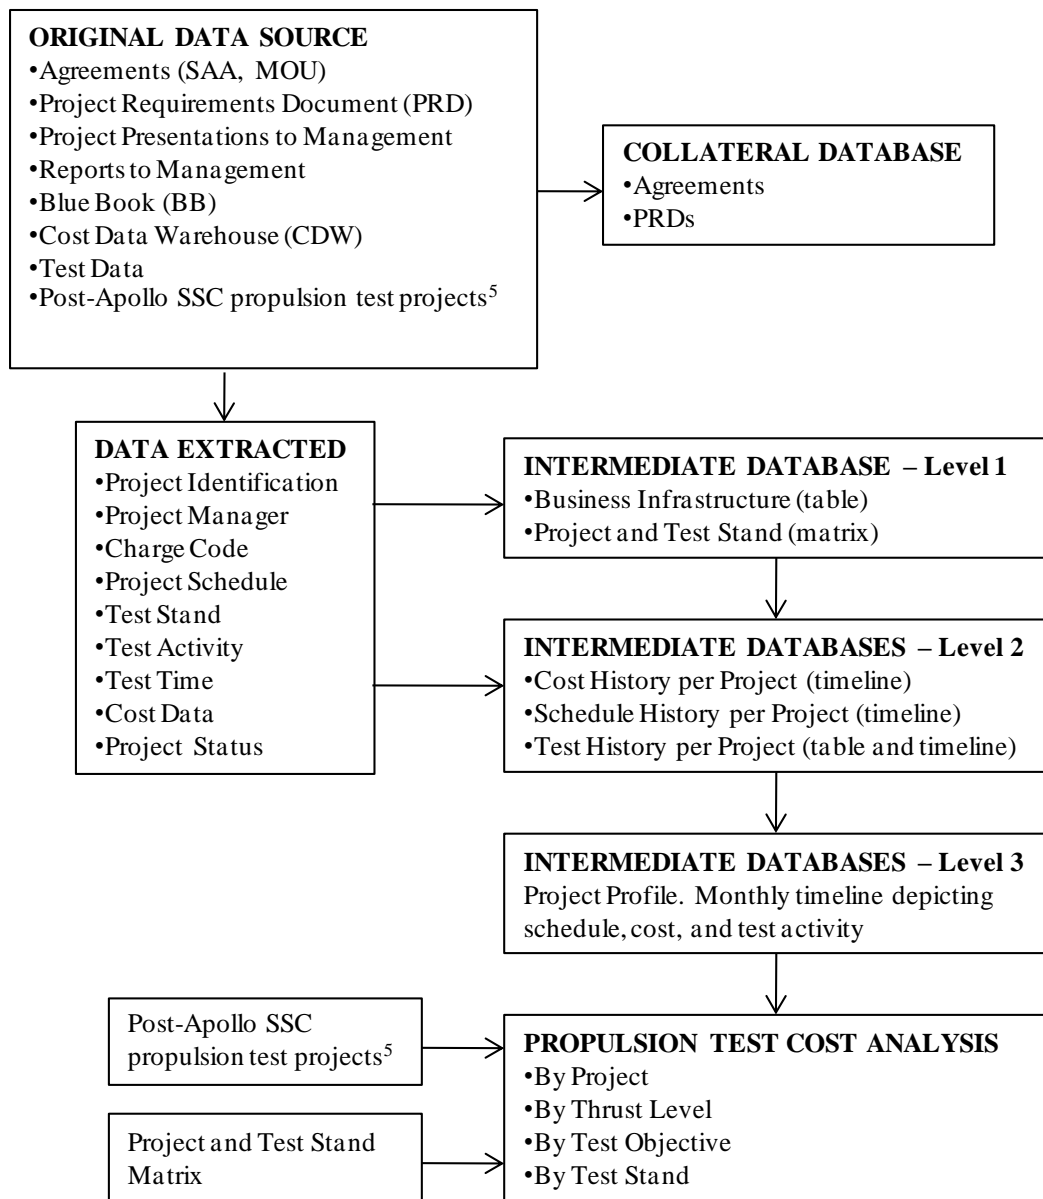 ORIGINAL DATA SOURCE
•Agreements (SAA, MOU)
•Project Requirements Document (PRD)
•Project Presentations to Management
•Reports to Management
•Blue Book (BB)
•Cost Data Warehouse (CDW)
•Test Data
•Post-Apollo SSC propulsion test projects⁵
COLLATERAL DATABASE
•Agreements
•PRDs
DATA EXTRACTED
•Project Identification
•Project Manager
•Charge Code
•Project Schedule
•Test Stand
•Test Activity
•Test Time
•Cost Data
•Project Status
INTERMEDIATE DATABASE – Level 1
•Business Infrastructure (table)
•Project and Test Stand (matrix)
INTERMEDIATE DATABASES – Level 2
•Cost History per Project (timeline)
•Schedule History per Project (timeline)
•Test History per Project (table and timeline)
INTERMEDIATE DATABASES – Level 3
Project Profile. Monthly timeline depicting
schedule, cost, and test activity
Post-Apollo SSC
propulsion test projects⁵
Project and Test Stand
Matrix
PROPULSION TEST COST ANALYSIS
•By Project
•By Thrust Level
•By Test Objective
•By Test Stand